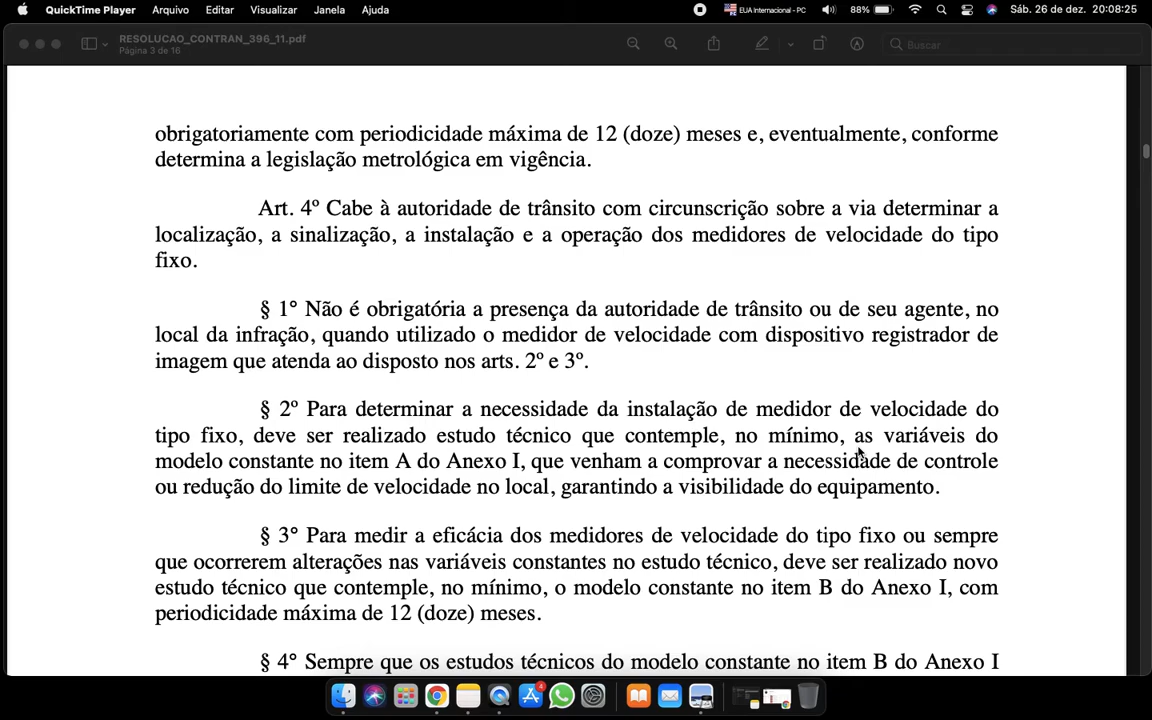 QuickTime Player Arquivo Editar Visualizar Janela Ajuda EUA Internacional - PC 88% Sáb. 26 de dez. 20:08:25
RESOLUCAO_CONTRAN_396_11.pdf
Página 3 de 16
Buscar
obrigatoriamente com periodicidade máxima de 12 (doze) meses e, eventualmente, conforme
determina a legislação metrológica em vigência.
Art. 4º Cabe à autoridade de trânsito com circunscrição sobre a via determinar a
localização, a sinalização, a instalação e a operação dos medidores de velocidade do tipo
fixo.
§ 1° Não é obrigatória a presença da autoridade de trânsito ou de seu agente, no
local da infração, quando utilizado o medidor de velocidade com dispositivo registrador de
imagem que atenda ao disposto nos arts. 2º e 3º.
§ 2º Para determinar a necessidade da instalação de medidor de velocidade do
tipo fixo, deve ser realizado estudo técnico que contemple, no mínimo, as variáveis do
modelo constante no item A do Anexo I, que venham a comprovar a necessidade de controle
ou redução do limite de velocidade no local, garantindo a visibilidade do equipamento.
§ 3° Para medir a eficácia dos medidores de velocidade do tipo fixo ou sempre
que ocorrerem alterações nas variáveis constantes no estudo técnico, deve ser realizado novo
estudo técnico que contemple, no mínimo, o modelo constante no item B do Anexo I, com
periodicidade máxima de 12 (doze) meses.
§ 4° Sempre que os estudos técnicos do modelo constante no item B do Anexo I
4